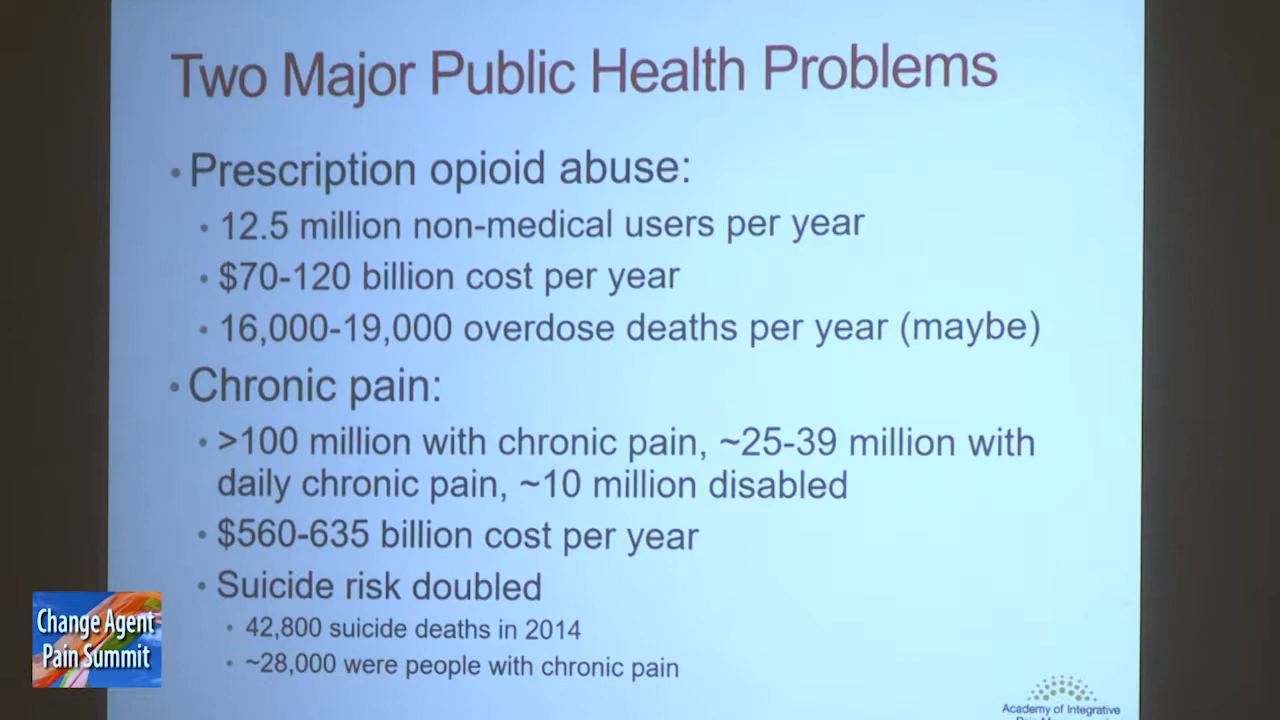 Two Major Public Health Problems
• Prescription opioid abuse:
• 12.5 million non-medical users per year
• $70-120 billion cost per year
• 16,000-19,000 overdose deaths per year (maybe)
• Chronic pain:
• >100 million with chronic pain, ~25-39 million with
daily chronic pain, ~10 million disabled
• $560-635 billion cost per year
• Suicide risk doubled
• 42,800 suicide deaths in 2014
• ~28,000 were people with chronic pain
Change Agent
Pain Summit
Academy of Integrative